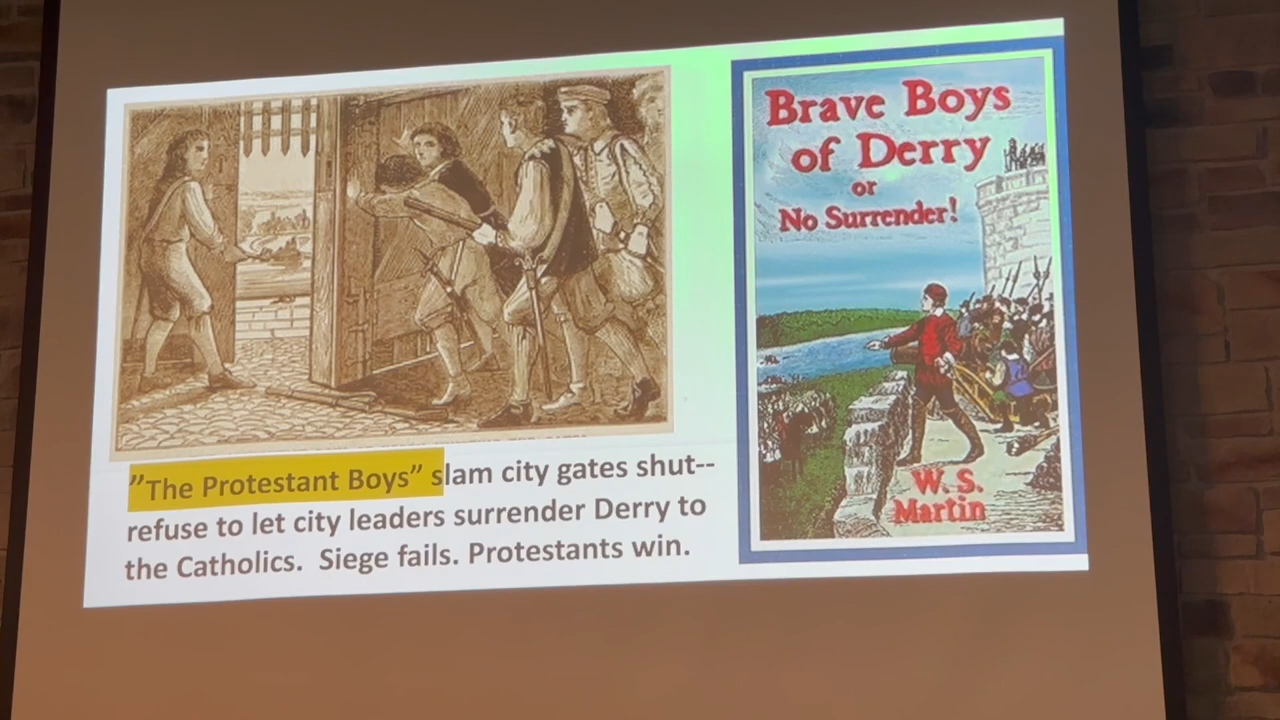 "The Protestant Boys" slam city gates shut--
refuse to let city leaders surrender Derry to
the Catholics. Siege fails. Protestants win.
Brave Boys
of Derry
or
No Surrender!
W. S.
Martin